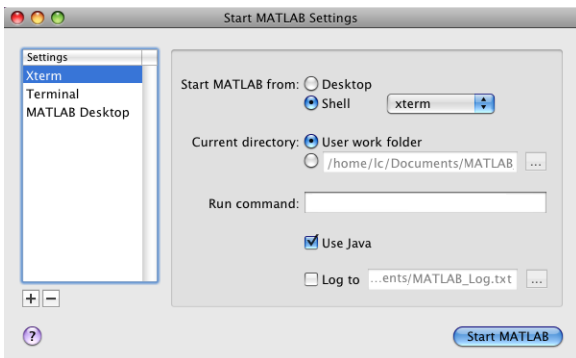 Start MATLAB Settings
Settings
Xterm
Terminal
MATLAB Desktop
Start MATLAB from: Desktop
Shell xterm
Current directory: User work folder
/home/lc/Documents/MATLAB ...
Run command:
Use Java
Log to ...ents/MATLAB_Log.txt ...
+ −
? Start MATLAB